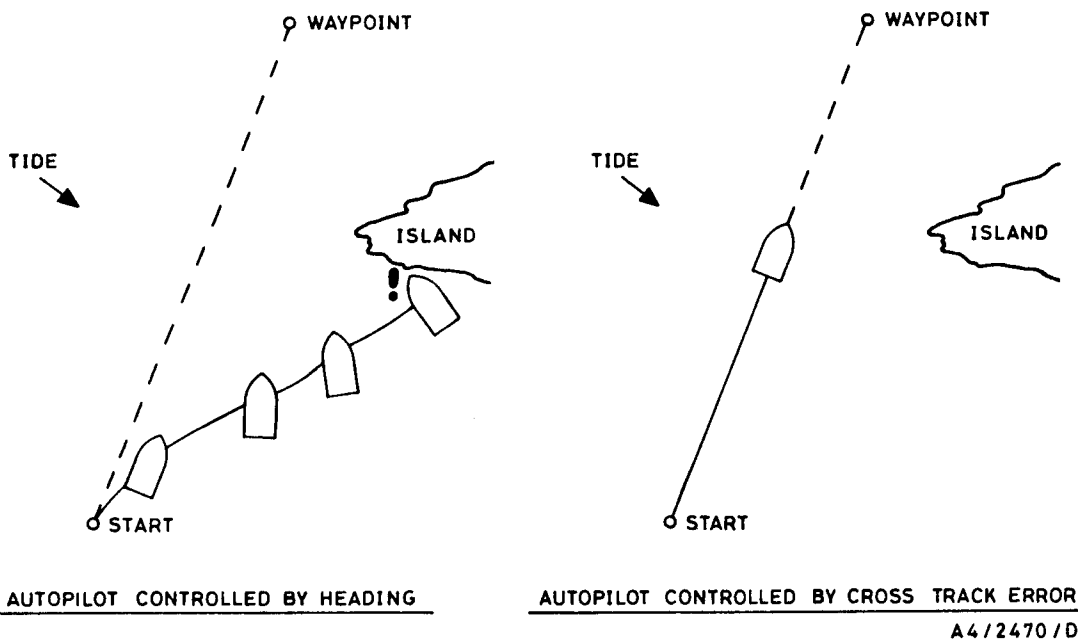 WAYPOINT
TIDE
ISLAND
!
START
AUTOPILOT CONTROLLED BY HEADING
WAYPOINT
TIDE
ISLAND
START
AUTOPILOT CONTROLLED BY CROSS TRACK ERROR
A4/2470/D